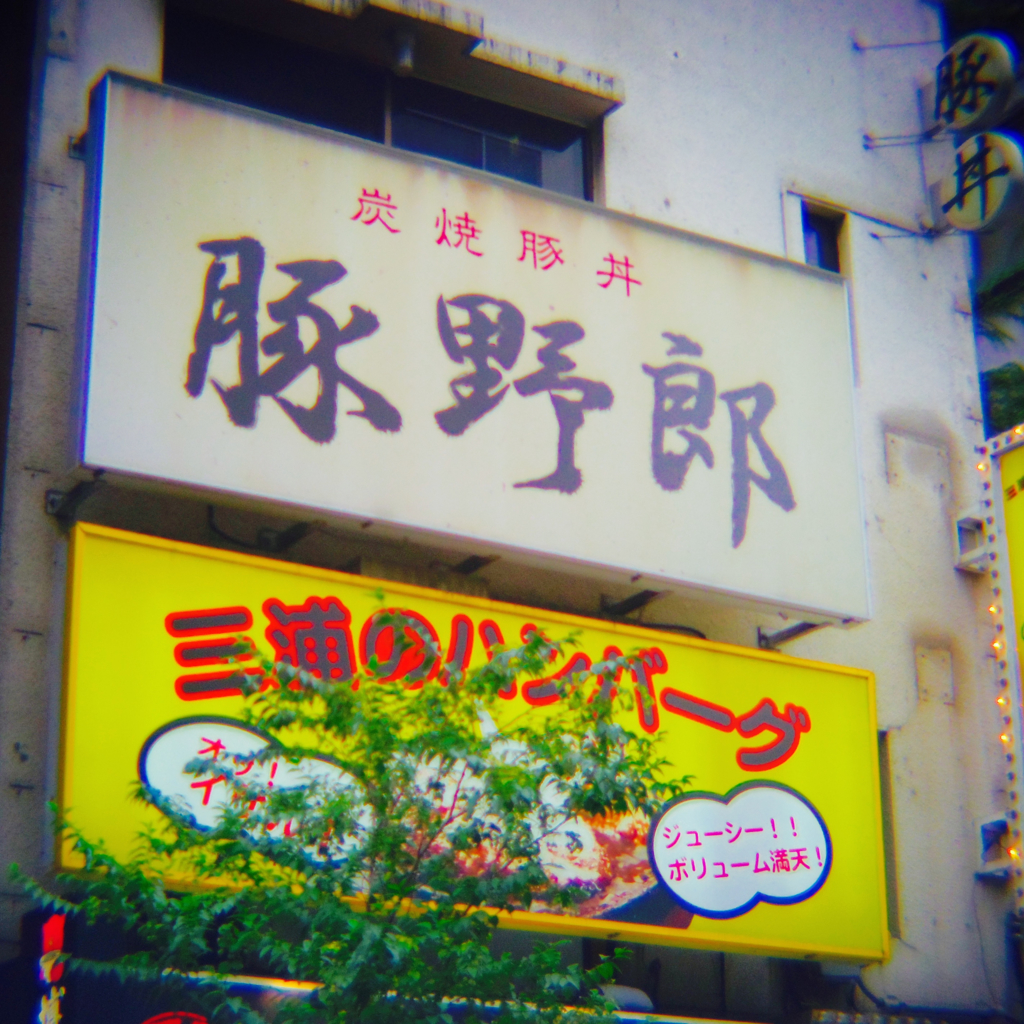 炭焼豚丼
豚野郎
豚丼
三浦のハンバーグ
ジューシー！！
ボリューム満天！